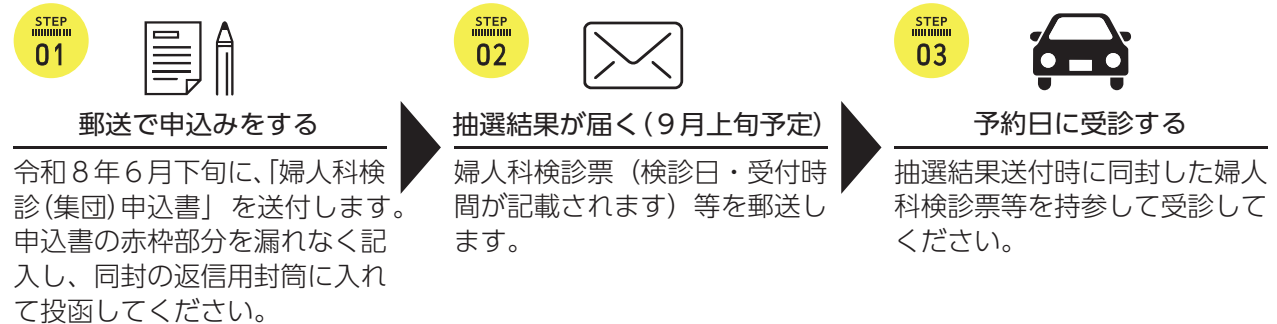 STEP
01
郵送で申込みをする
令和8年6月下旬に、「婦人科検
診(集団)申込書」を送付します。
申込書の赤枠部分を漏れなく記
入し、同封の返信用封筒に入れ
て投函してください。
STEP
02
抽選結果が届く(9月上旬予定)
婦人科検診票（検診日・受付時
間が記載されます）等を郵送し
ます。
STEP
03
予約日に受診する
抽選結果送付時に同封した婦人
科検診票等を持参して受診して
ください。